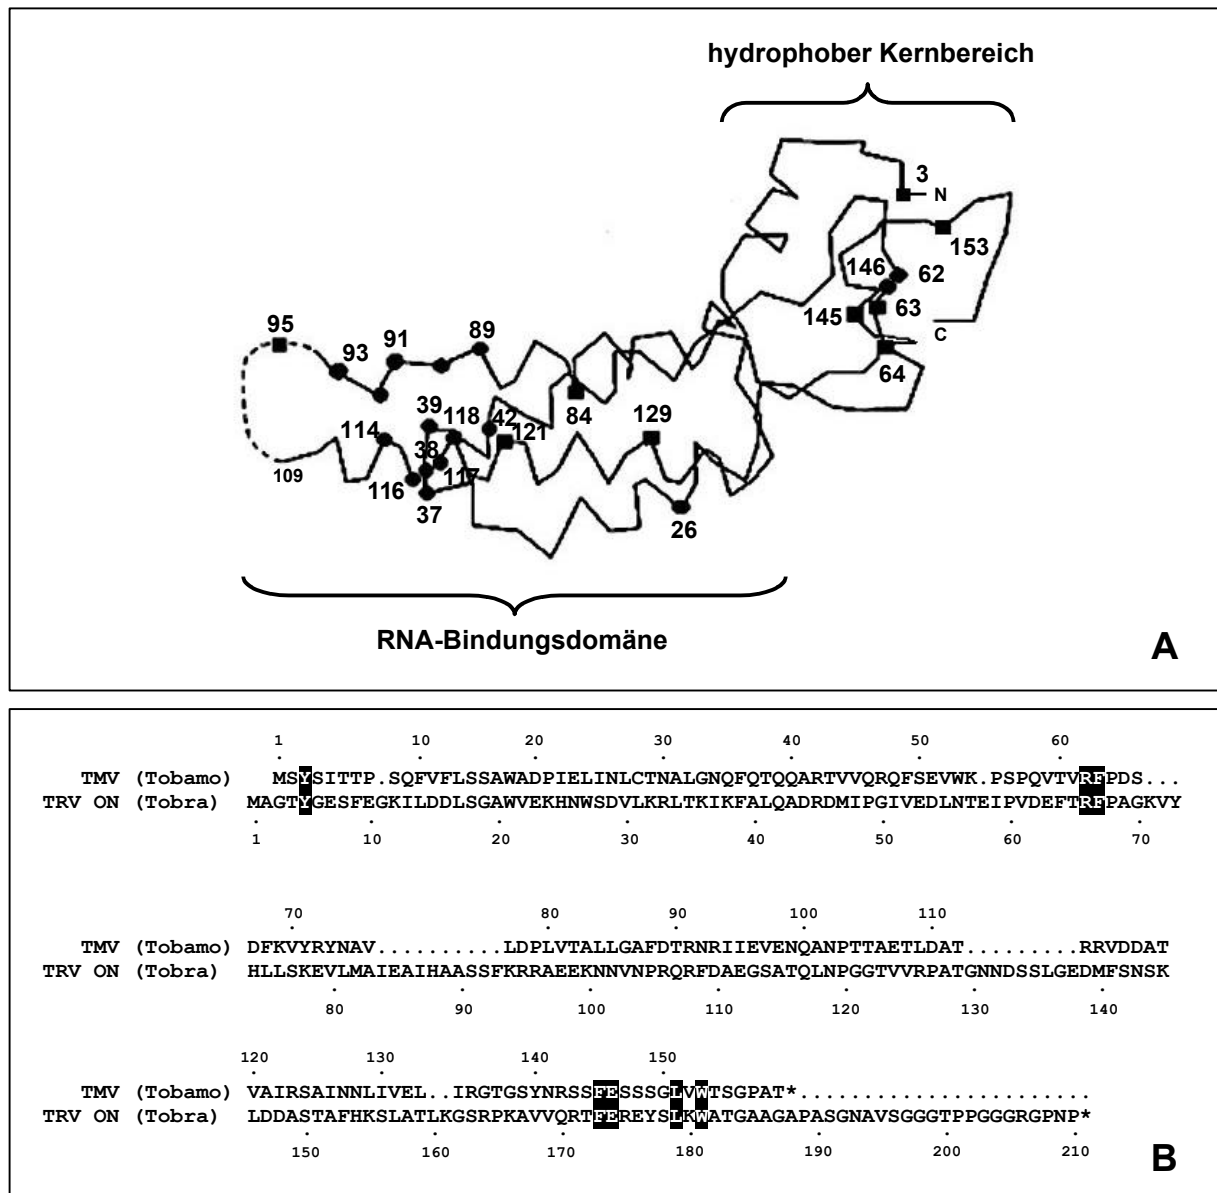 hydrophober Kernbereich
3
N
153
146
62
145
63
C
64
95
93
91
89
39
118
42
121
84
129
114
38
117
109
116
37
26
RNA-Bindungsdomäne
A
1 10 20 30 40 50 60
TMV (Tobamo) MSYSITTP.SQFVFLSSAWADPIELINLCTNALGNQFQTQQARTVVQRQFSEVWK.PSPQVTVRFPDS...
TRV ON (Tobra) MAGTYGESFEGKILDDLSGAWVEKHNWSDVLKRLTKIKFALQADRDMIPGIVEDLNTEIPVDEFTRFPAGKVY
1 10 20 30 40 50 60 70
70 80 90 100 110
TMV (Tobamo) DFKVYRYNAV..........LDPLVTALLGAFDTRNRIIEVENQANPTTAETLDAT.........RRVDDAT
TRV ON (Tobra) HLLSKEVLMAIEAIHAASSFKRRAEEKNNVNPRQRFDAEGSATQLNPGGTVVRPATGNNDSSLGEDMFSNSK
80 90 100 110 120 130 140
120 130 140 150
TMV (Tobamo) VAIRSAINNLIVEL..IRGTGSYNRSSFESSSGLVWTSGPAT*.......................
TRV ON (Tobra) LDDASTAFHKSLATLKGSRPKAVVQRTFEREYSLKWATGAAGAPASGNAVSGGGTPPGGGRGPNP*
150 160 170 180 190 200 210
B